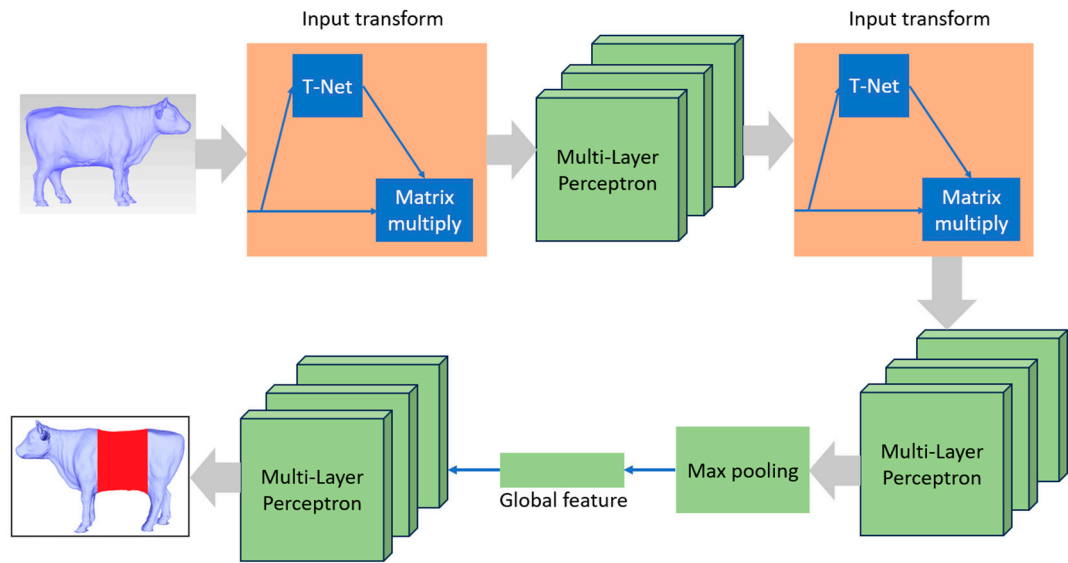 Input transform
T-Net
Matrix
multiply
Multi-Layer
Perceptron
Input transform
T-Net
Matrix
multiply
Multi-Layer
Perceptron
Max pooling
Global feature
Multi-Layer
Perceptron